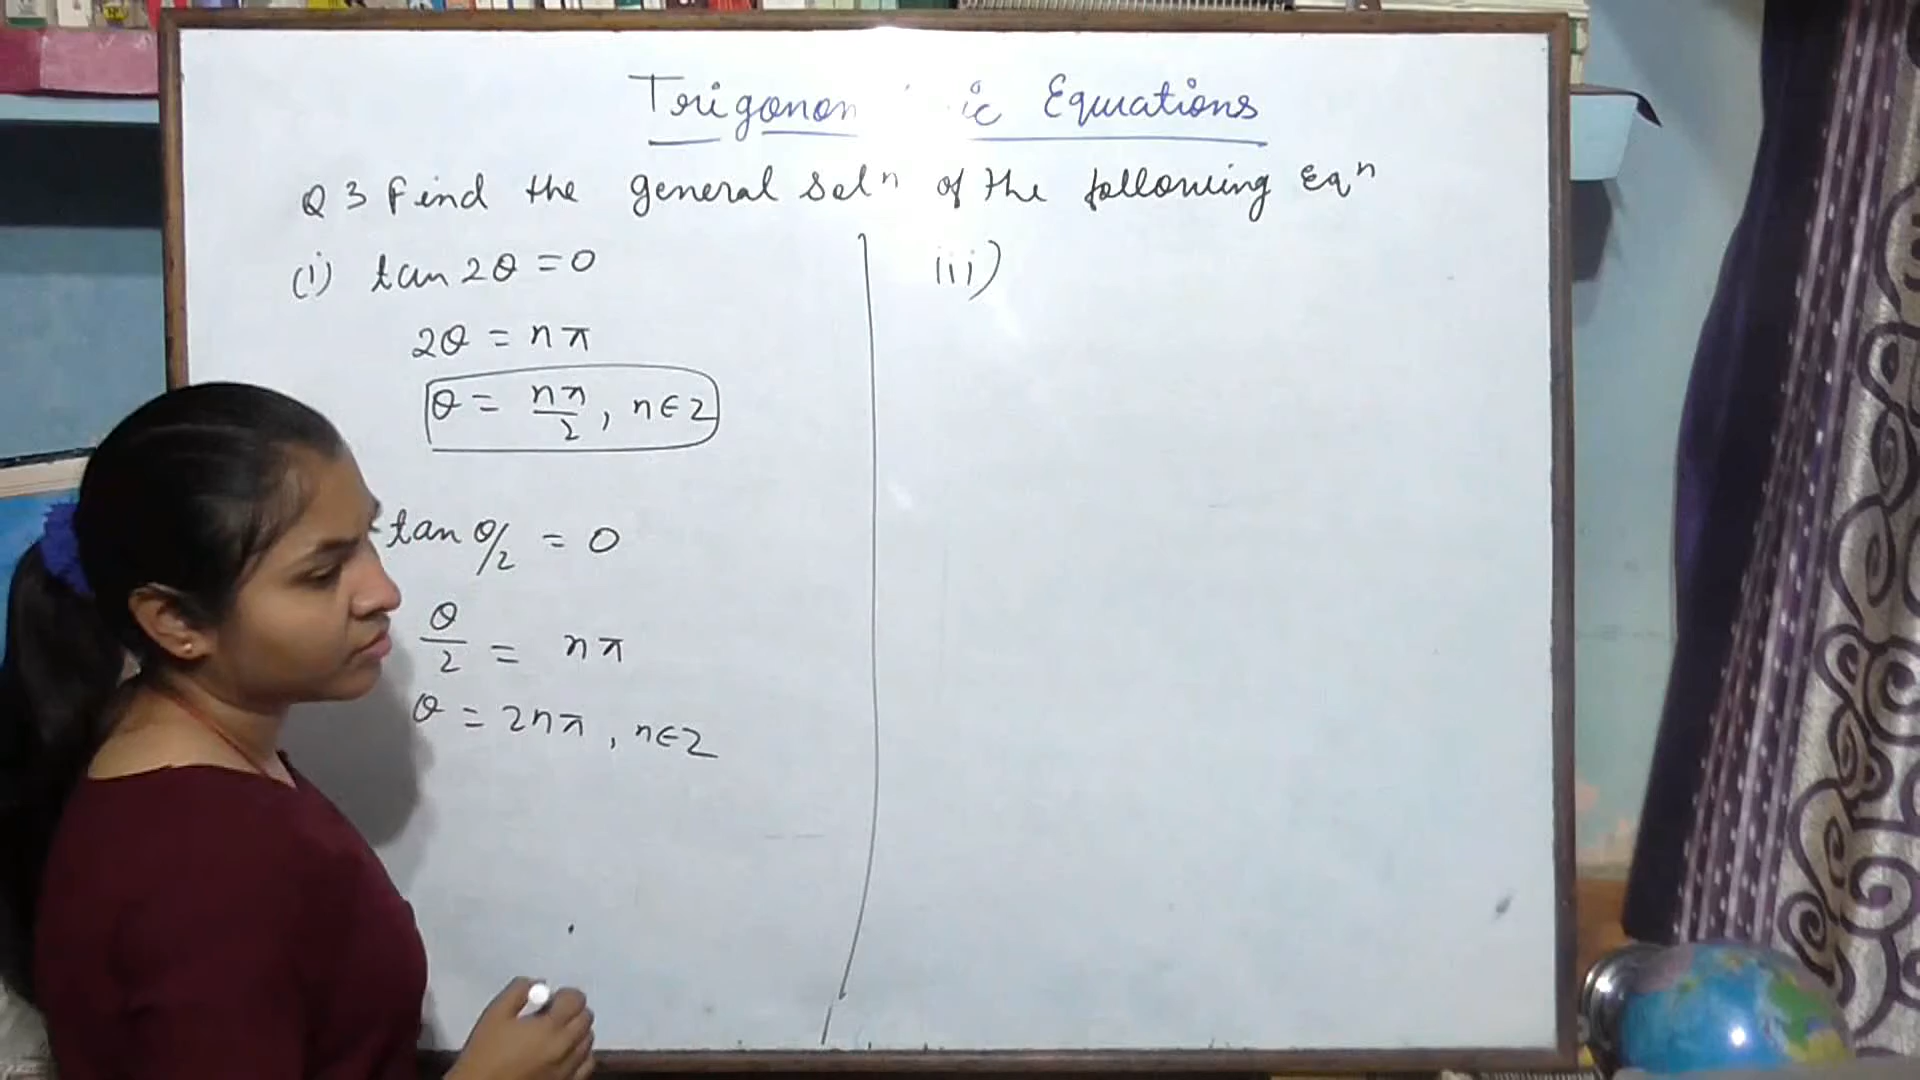 Trigonom ic Equations
Q 3 Find the general solⁿ of the following Eqⁿ
(i) tan 2θ = 0
2θ = nπ
θ = nπ/2, n∈Z
tan θ/2 = 0
θ/2 = nπ
θ = 2nπ, n∈Z
iii)